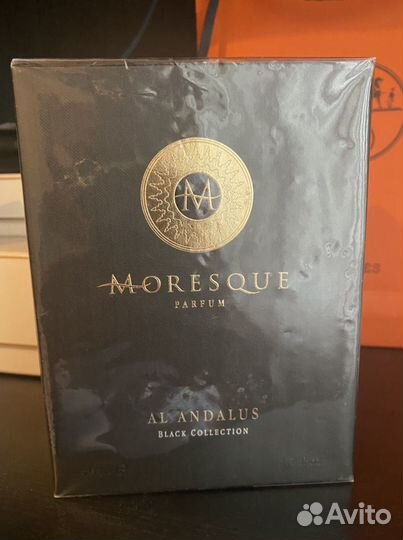 M
MORESQUE
PARFUM
AL ANDALUS
BLACK COLLECTION
Avito